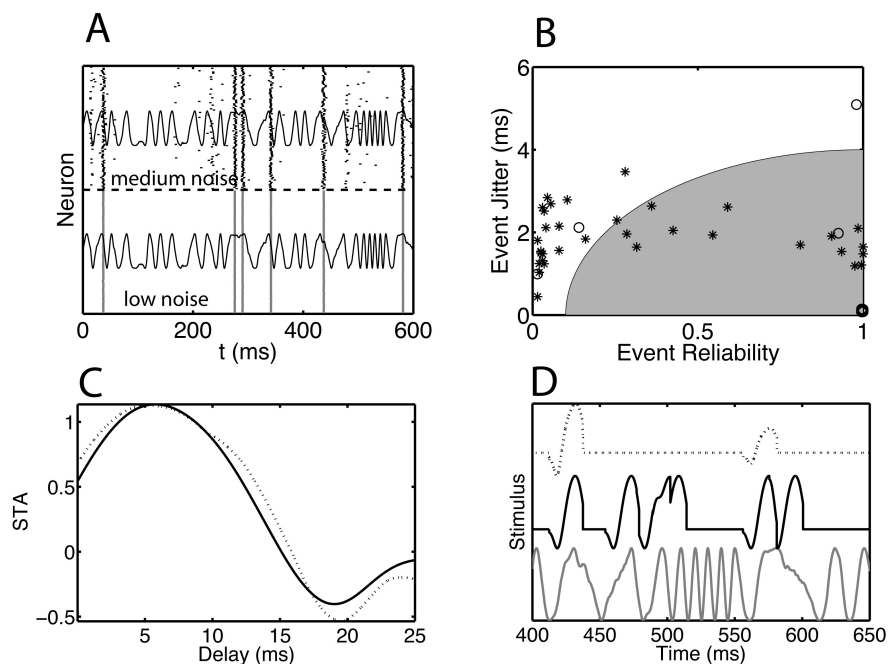 A
Neuron
medium noise
low noise
0 200 400 600
t (ms)
B
Event Jitter (ms)
6
4
2
0
0 0.5 1
Event Reliability
C
STA
1
0.5
0
−0.5
5 10 15 20 25
Delay (ms)
D
Stimulus
400 450 500 550 600 650
Time (ms)